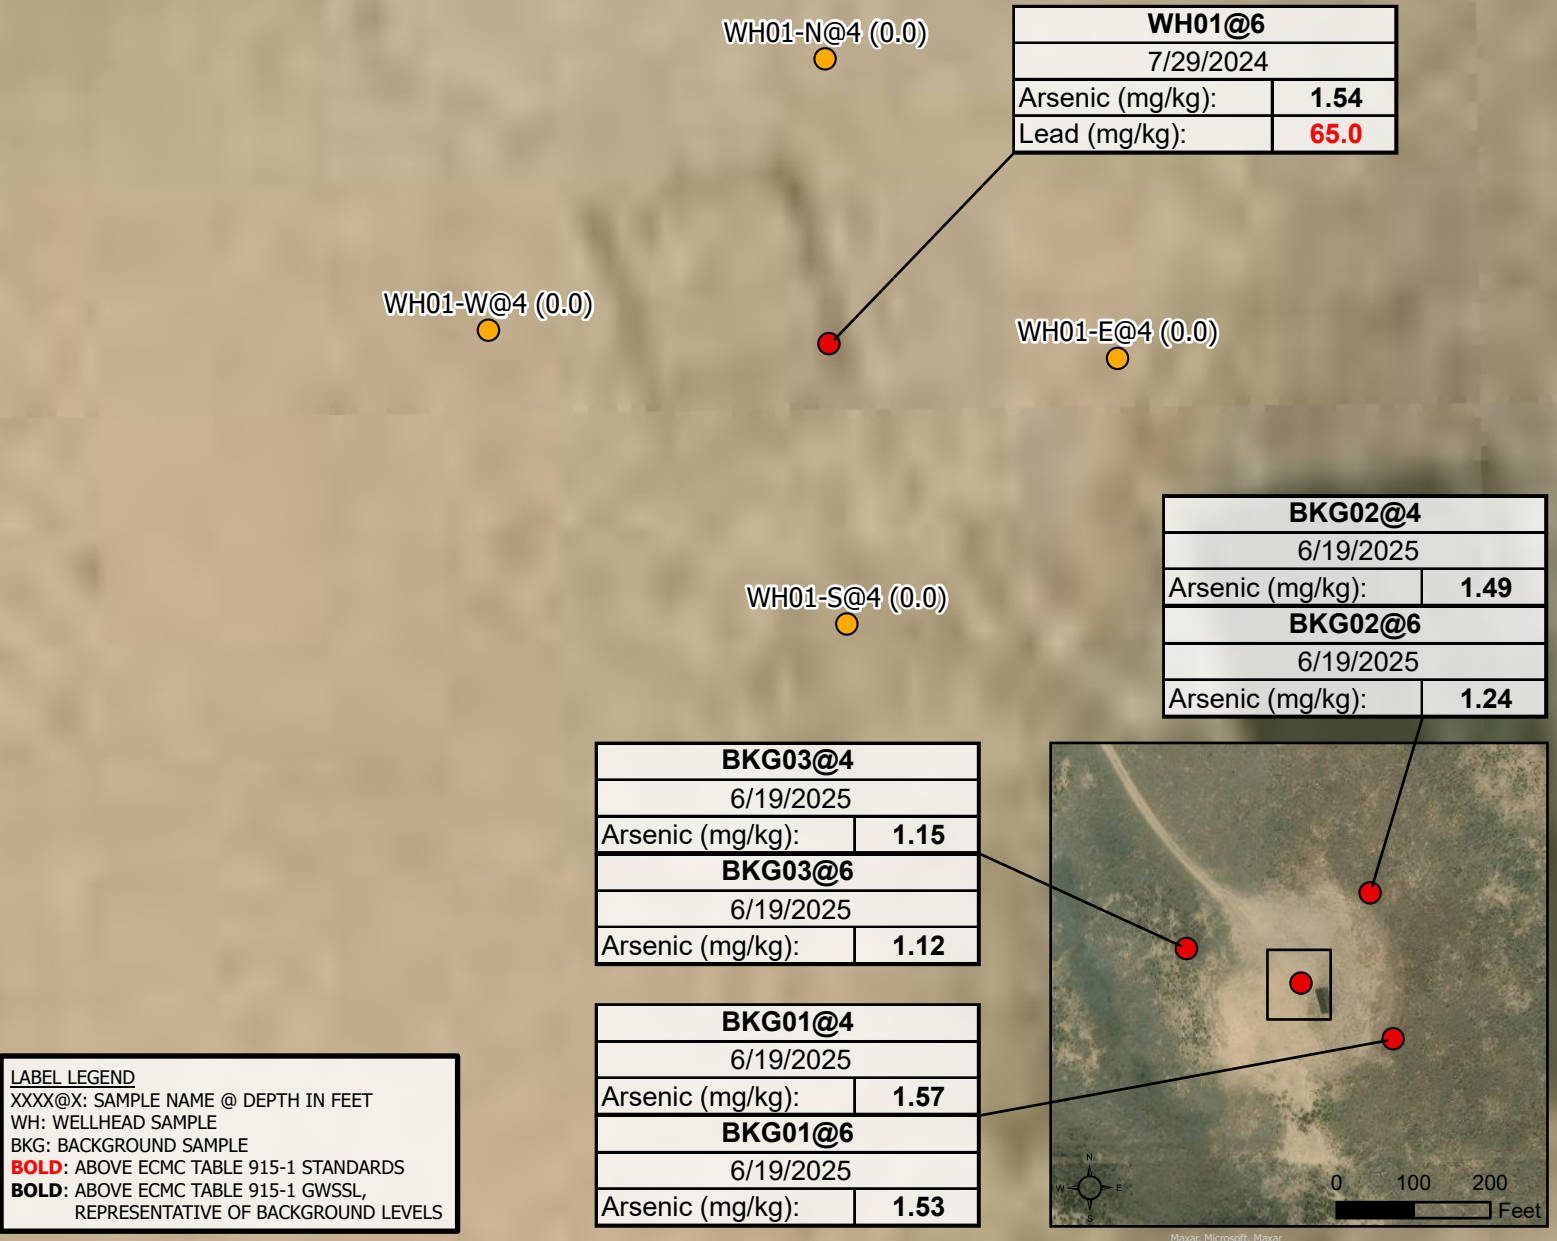 WH01-N@4 (0.0)
WH01@6
7/29/2024
Arsenic (mg/kg): 1.54
Lead (mg/kg): 65.0
WH01-W@4 (0.0)
WH01-E@4 (0.0)
WH01-S@4 (0.0)
BKG02@4
6/19/2025
Arsenic (mg/kg): 1.49
BKG02@6
6/19/2025
Arsenic (mg/kg): 1.24
BKG03@4
6/19/2025
Arsenic (mg/kg): 1.15
BKG03@6
6/19/2025
Arsenic (mg/kg): 1.12
BKG01@4
6/19/2025
Arsenic (mg/kg): 1.57
BKG01@6
6/19/2025
Arsenic (mg/kg): 1.53
LABEL LEGEND
XXXX@X: SAMPLE NAME @ DEPTH IN FEET
WH: WELLHEAD SAMPLE
BKG: BACKGROUND SAMPLE
BOLD: ABOVE ECMC TABLE 915-1 STANDARDS
BOLD: ABOVE ECMC TABLE 915-1 GWSSL,
REPRESENTATIVE OF BACKGROUND LEVELS
N
W E
S
0 100 200
Feet
Maxar, Microsoft, Maxar